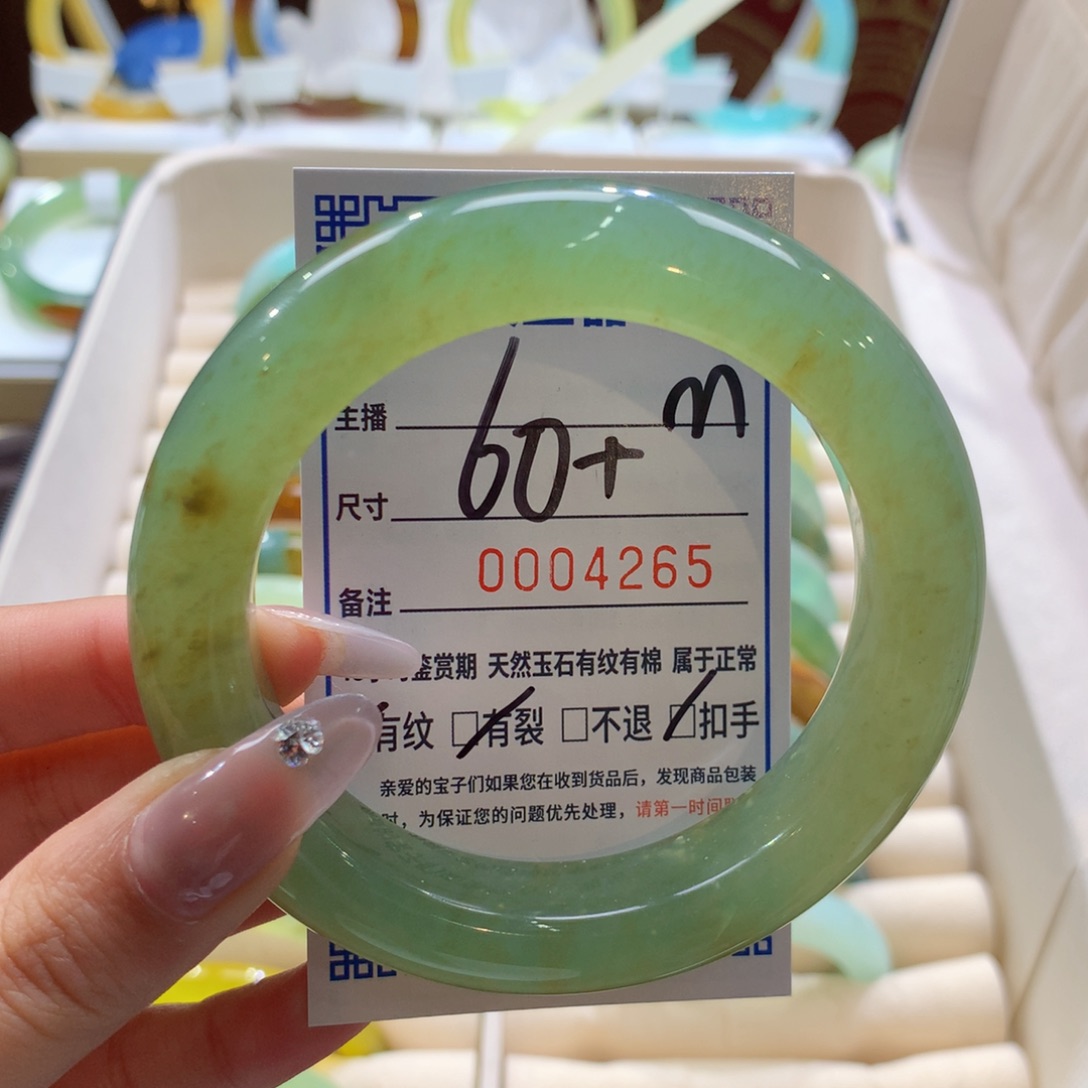 m
主播
60+
尺寸
0004265
备注
鉴赏期 天然玉石有纹有棉 属于正常
有纹 □有裂 □不退 □扣手
亲爱的宝子们如果您在收到货品后，发现商品包装
时，为保证您的问题优先处理，请第一时间